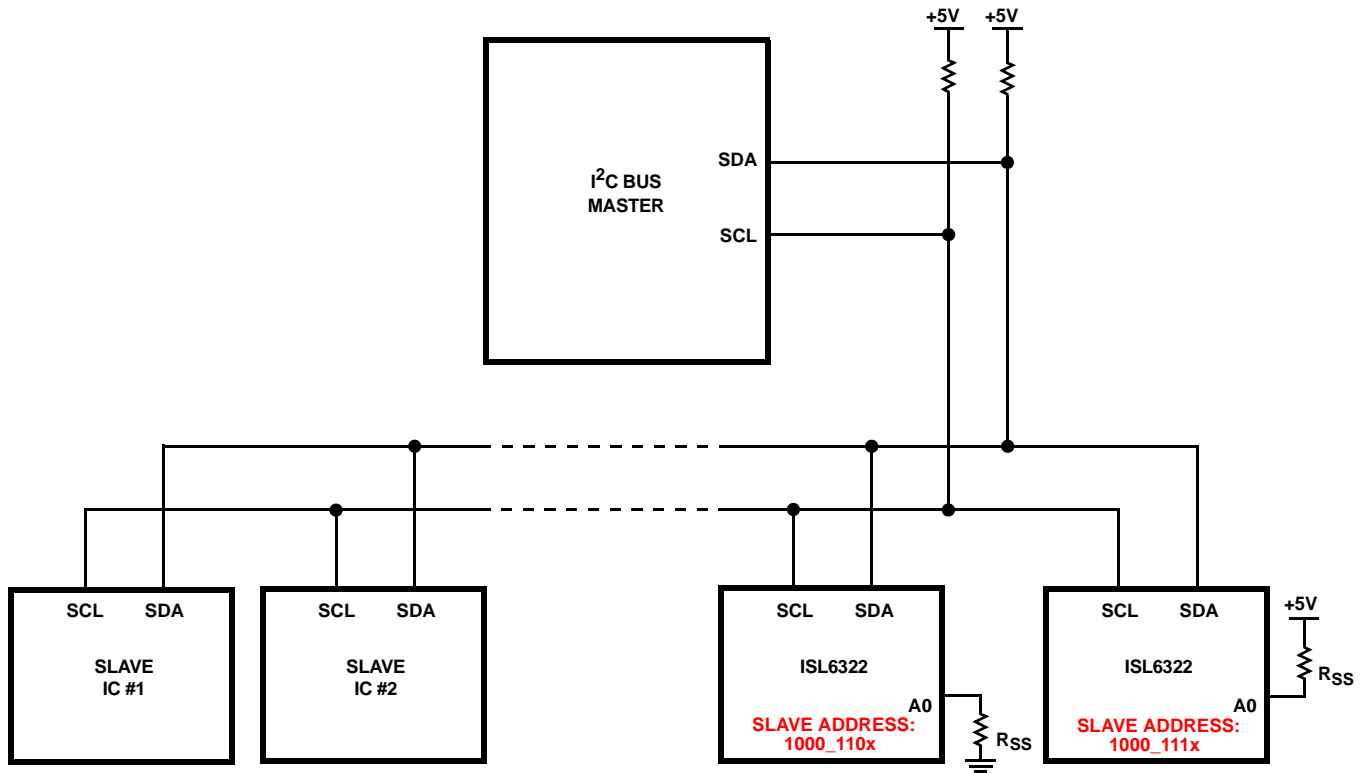 +5V +5V
I²C BUS
MASTER
SDA
SCL
SCL SDA
SLAVE
IC #1
SCL SDA
SLAVE
IC #2
SCL SDA
ISL6322
A0
SLAVE ADDRESS:
1000_110x
RSS
SCL SDA
ISL6322
A0
SLAVE ADDRESS:
1000_111x
+5V
RSS